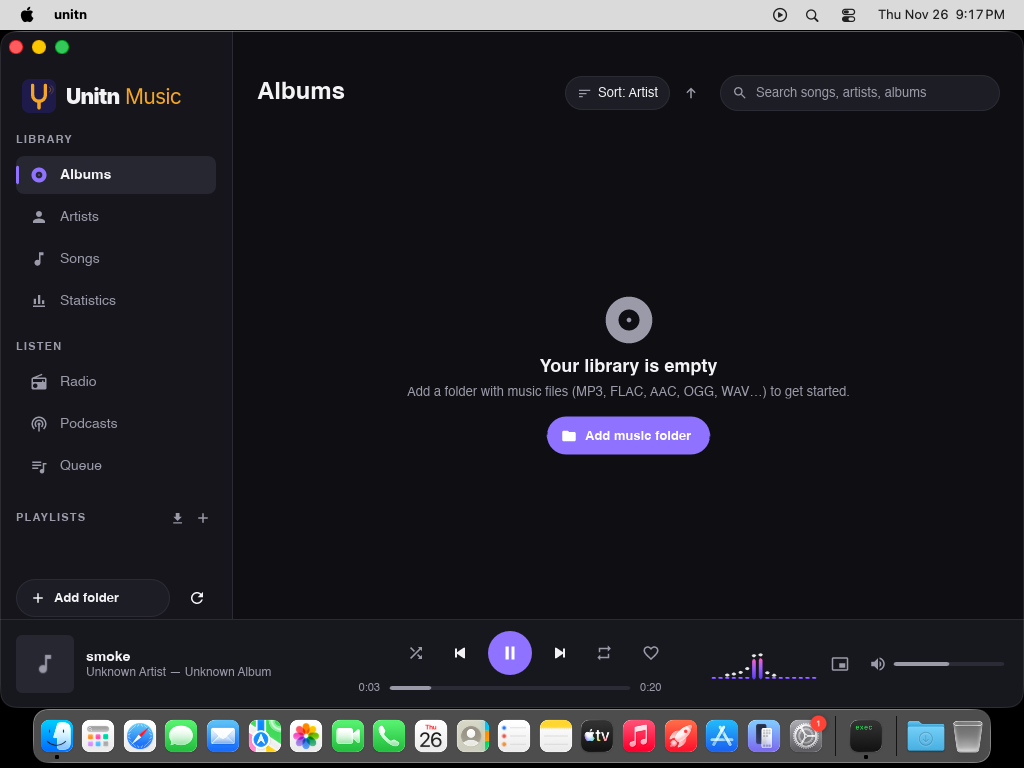 unitn
Thu Nov 26 9:17 PM
Unitn Music
LIBRARY
Albums
Artists
Songs
Statistics
LISTEN
Radio
Podcasts
Queue
PLAYLISTS
Add folder
Albums
Sort: Artist
Search songs, artists, albums
Your library is empty
Add a folder with music files (MP3, FLAC, AAC, OGG, WAV…) to get started.
Add music folder
smoke
Unknown Artist — Unknown Album
0:03
0:20
Thu
26
tv
1
exec